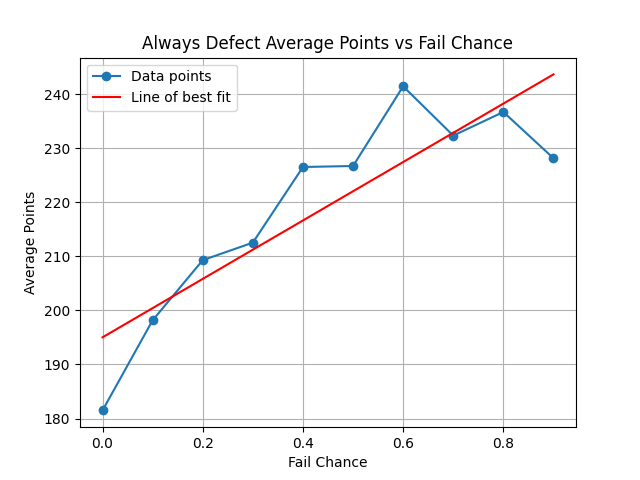 Always Defect Average Points vs Fail Chance
Data points
Line of best fit
Average Points
240
230
220
210
200
190
180
0.0 0.2 0.4 0.6 0.8
Fail Chance